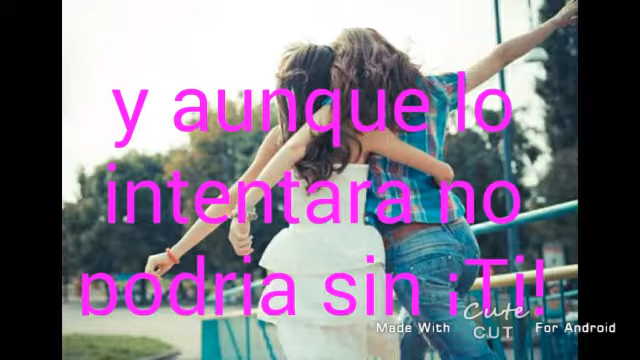 y aunque lo
intentara no
podria sin ¡Ti!
Made With Cute CUT For Android